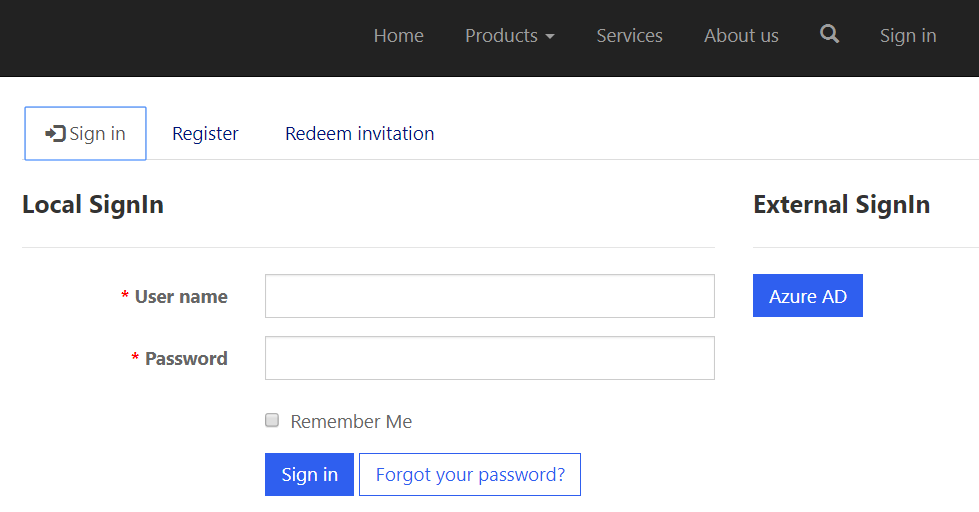 Home Products Services About us Sign in
Sign in Register Redeem invitation
Local SignIn
External SignIn
* User name
Azure AD
* Password
Remember Me
Sign in Forgot your password?